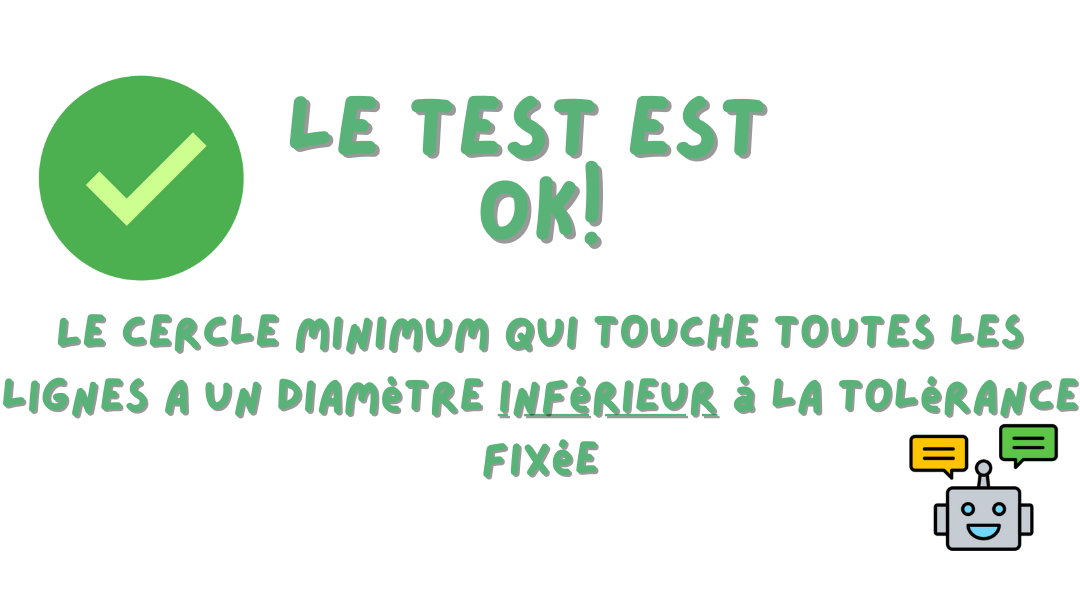 LE TEST EST
OK!
LE CERCLE MINIMUM QUI TOUCHE TOUTES LES
LIGNES A UN DIAMèTRE INFéRIEUR à LA TOLéRANCE
FIXéE